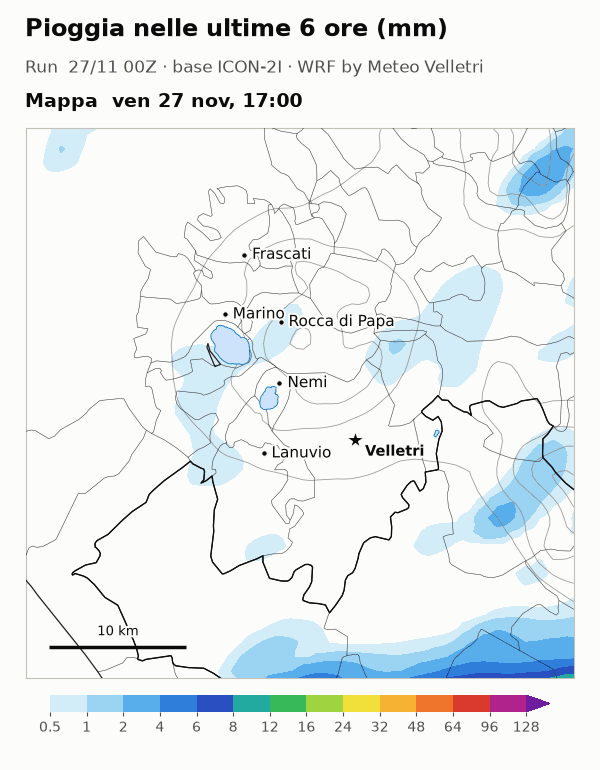 Pioggia nelle ultime 6 ore (mm)
Run  27/11 00Z · base ICON-2I · WRF by Meteo Velletri
Mappa  ven 27 nov, 17:00
Frascati
Marino
Rocca di Papa
Nemi
Velletri
Lanuvio
10 km
0.5 1 2 4 6 8 12 16 24 32 48 64 96 128